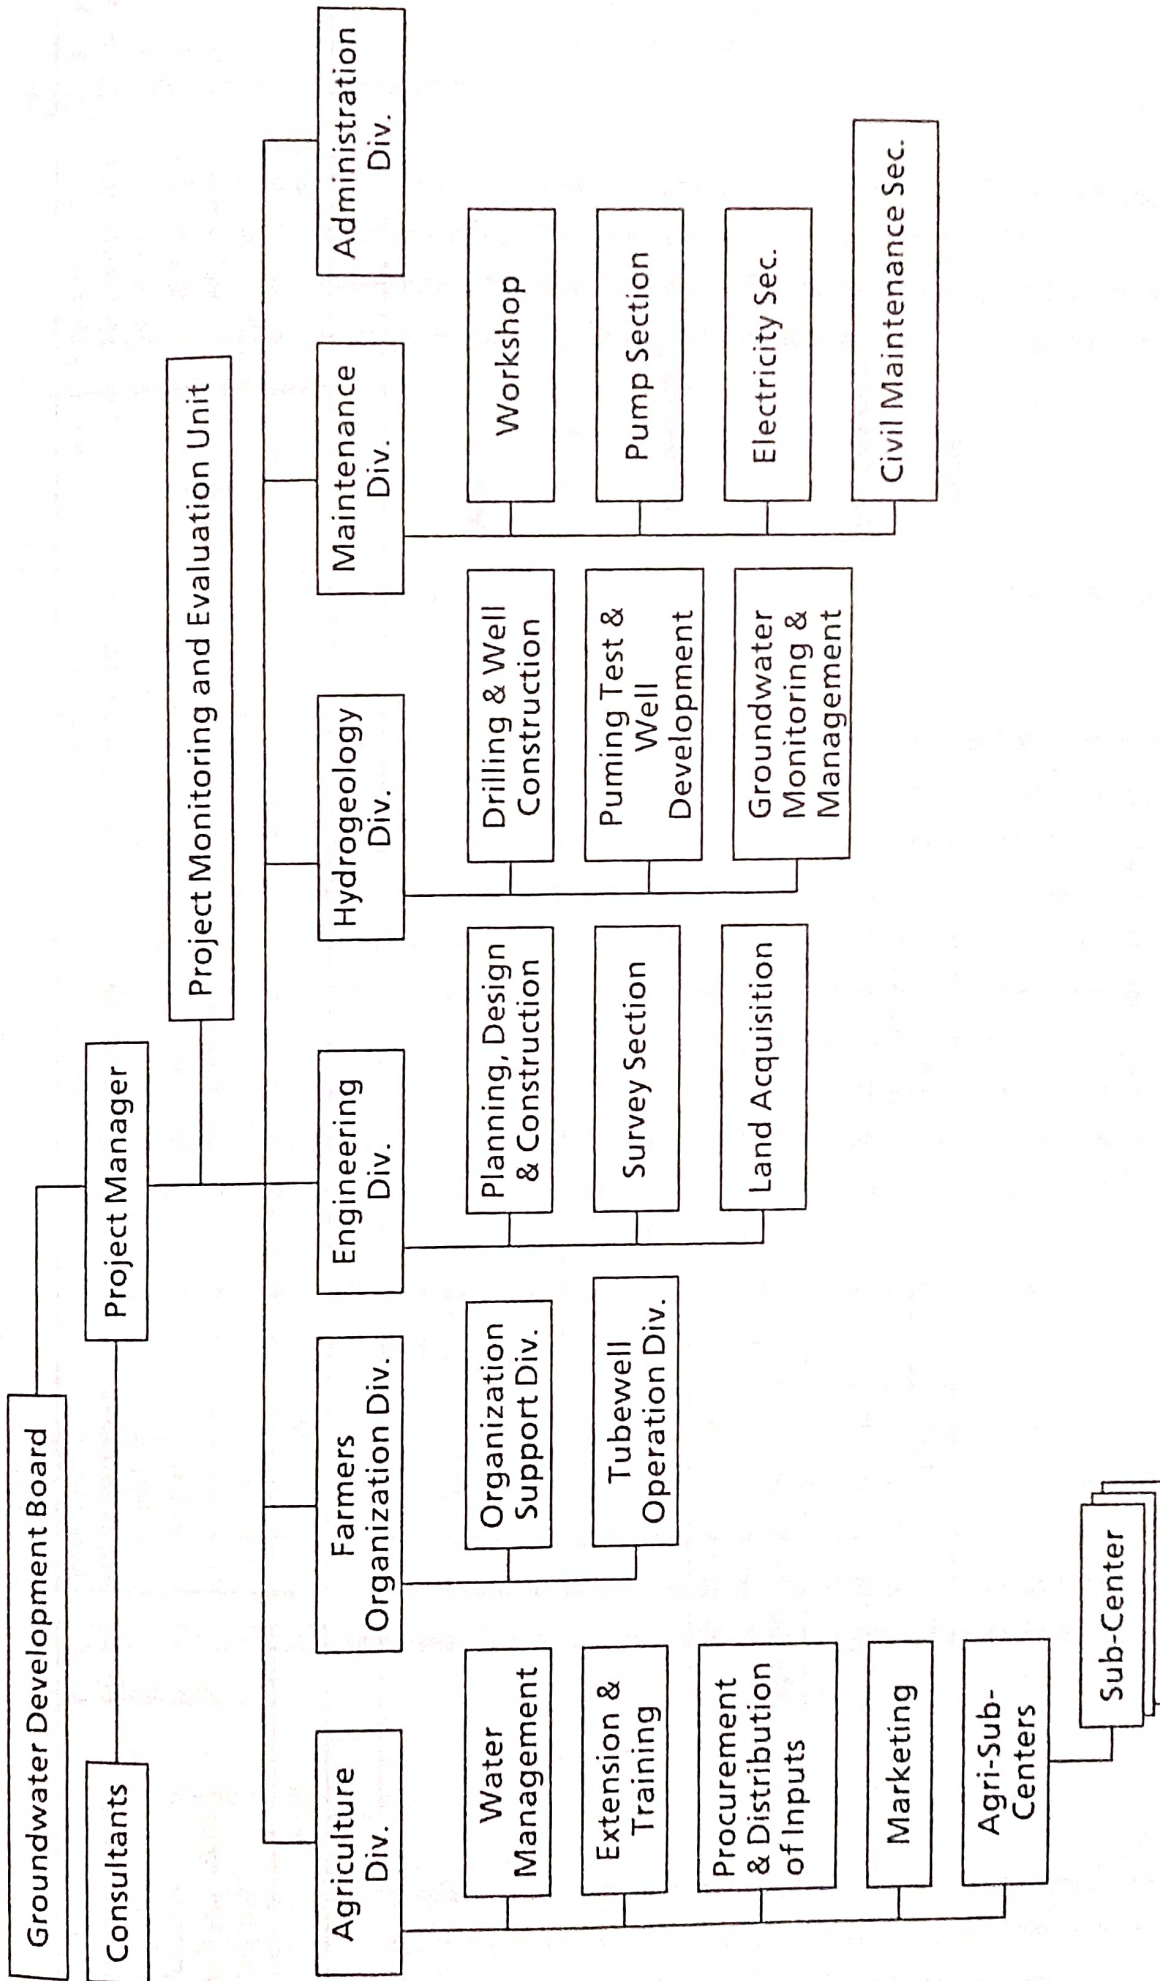 Groundwater Development Board
Consultants
Project Manager
Project Monitoring and Evaluation Unit
Agriculture
Div.
Water
Management
Extension &
Training
Procurement
& Distribution
of Inputs
Marketing
Agri-Sub-
Centers
Sub-Center
Farmers
Organization Div.
Organization
Support Div.
Tubewell
Operation Div.
Engineering
Div.
Planning, Design
& Construction
Survey Section
Land Acquisition
Hydrogeology
Div.
Drilling & Well
Construction
Puming Test &
Well
Development
Groundwater
Monitoring &
Management
Maintenance
Div.
Workshop
Pump Section
Electricity Sec.
Civil Maintenance Sec.
Administration
Div.